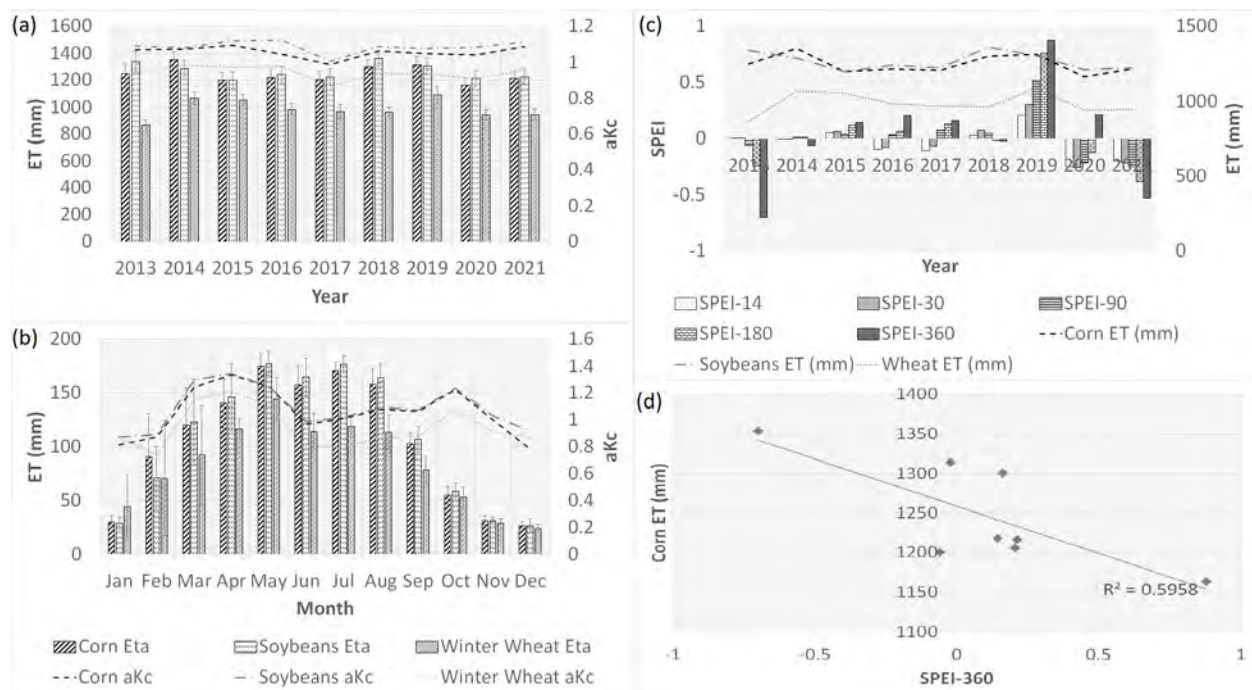 (a)
1600
1400
1200
1000
800
600
400
200
0
ET (mm)
1.2
1
0.8
0.6
0.4
0.2
0
aKc
2013 2014 2015 2016 2017 2018 2019 2020 2021
Year
(b)
200
150
100
50
0
ET (mm)
1.6
1.4
1.2
1
0.8
0.6
0.4
0.2
0
aKc
Jan Feb Mar Apr May Jun Jul Aug Sep Oct Nov Dec
Month
Corn Eta Soybeans Eta Winter Wheat Eta
Corn aKc Soybeans aKc Winter Wheat aKc
(c)
1
0.5
0
-0.5
-1
SPEI
1500
1000
500
0
ET (mm)
2014 2015 2016 2017 2018 2019
Year
SPEI-14 SPEI-30 SPEI-90
SPEI-180 SPEI-360 Corn ET (mm)
Soybeans ET (mm) Wheat ET (mm)
(d)
1400
1350
1300
1250
1200
1150
1100
Corn ET (mm)
R² = 0.5958
-1 -0.5 0 0.5 1
SPEI-360